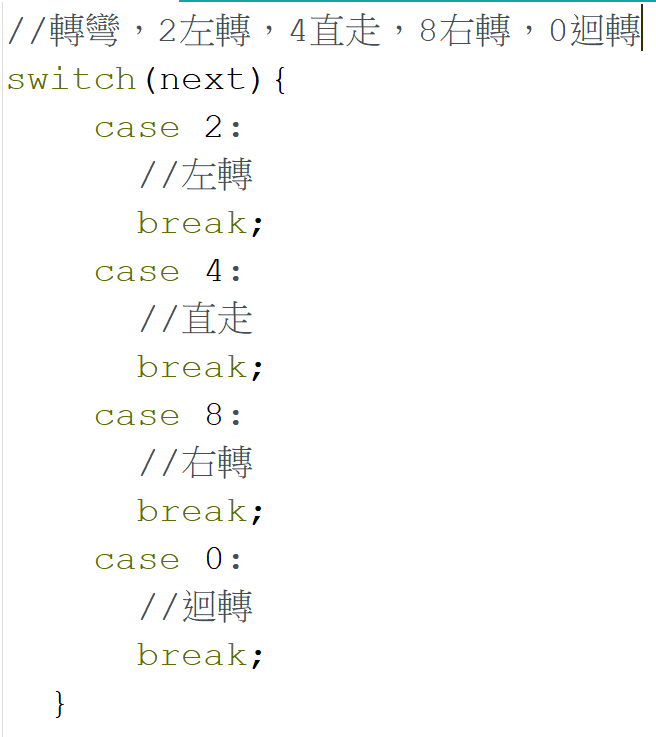 //轉彎，2左轉，4直走，8右轉，0迴轉
switch(next){
case 2:
//左轉
break;
case 4:
//直走
break;
case 8:
//右轉
break;
case 0:
//迴轉
break;
}